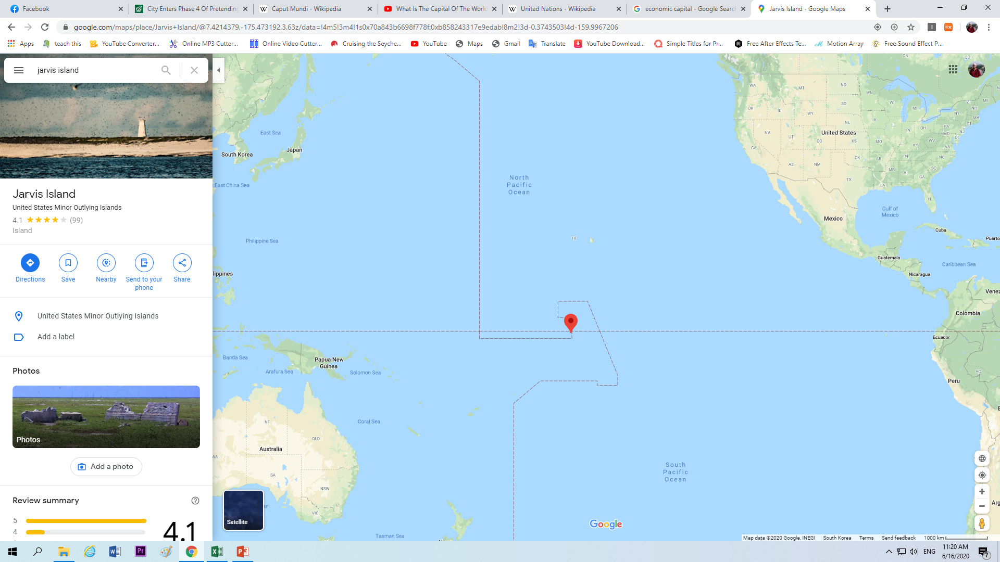 Facebook
City Enters Phase 4 Of Pretending
Caput Mundi - Wikipedia
What Is The Capital Of The World
United Nations - Wikipedia
economic capital - Google Search
Jarvis Island - Google Maps
google.com/maps/place/Jarvis+Island/@7.4214379,-175.473192,3.63z/data=!4m5!3m4!1s0x70a843b6698f778f:0xb858243317e9edab!8m2!3d-0.3743503!4d-159.9967206
Apps
teach this
YouTube Converter...
Online MP3 Cutter...
Online Video Cutter...
Cruising the Seyche...
YouTube
Maps
Gmail
Translate
YouTube Download...
Simple Titles for Pr...
Free After Effects Te...
Motion Array
Free Sound Effect P...
jarvis island
Jarvis Island
United States Minor Outlying Islands
4.1 (99)
Island
Directions
Save
Nearby
Send to your
phone
Share
United States Minor Outlying Islands
Add a label
Photos
Photos
Add a photo
Review summary
5
4
4.1
East Sea
South Korea
Japan
East China Sea
Philippine Sea
lippines
North
Pacific
Ocean
HI
Banda Sea
Arafura Sea
Papua New
Guinea
Solomon Sea
Coral Sea
NT
QLD
Australia
WA
SA
NSW
VIC
Tasman Sea
South
Pacific
Ocean
ON
QC
WA
MT
ND
MN
OR
ID
WY
SD
WI
MI
ME
VT
NH
NY
MA
CT
IA
NE
PA
NJ
IL
IN
OH
MD
DE
United States
NV
UT
CO
KS
MO
WV
KY
VA
CA
OK
AR
TN
NC
AZ
NM
MS
AL
SC
TX
LA
GA
FL
Gulf of
Mexico
Mexico
Cuba
Puerto
Guatemala
Caribbean Sea
Nicaragua
Venez
Colombia
Ecuador
AC
Peru
Arg
Satellite
Google
Map data ©2020 Google, INEGI
South Korea
Terms
Send feedback
1000 km
ENG
11:20 AM
6/16/2020
7